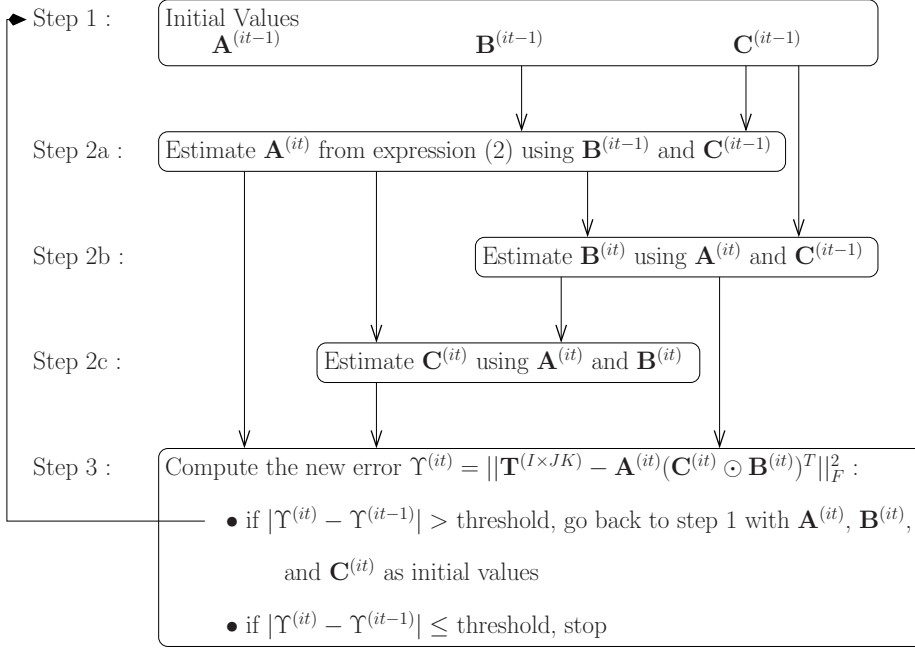 Step 1 : Initial Values
𝐀^(it−1) 𝐁^(it−1) 𝐂^(it−1)
Step 2a : Estimate 𝐀^(it) from expression (2) using 𝐁^(it−1) and 𝐂^(it−1)
Step 2b : Estimate 𝐁^(it) using 𝐀^(it) and 𝐂^(it−1)
Step 2c : Estimate 𝐂^(it) using 𝐀^(it) and 𝐁^(it)
Step 3 : Compute the new error ϒ^(it) = ||𝐓^(I×JK) − 𝐀^(it)(𝐂^(it) ⊙ 𝐁^(it))^T||_F^2 :
• if |ϒ^(it) − ϒ^(it−1)| > threshold, go back to step 1 with 𝐀^(it), 𝐁^(it),
and 𝐂^(it) as initial values
• if |ϒ^(it) − ϒ^(it−1)| ≤ threshold, stop